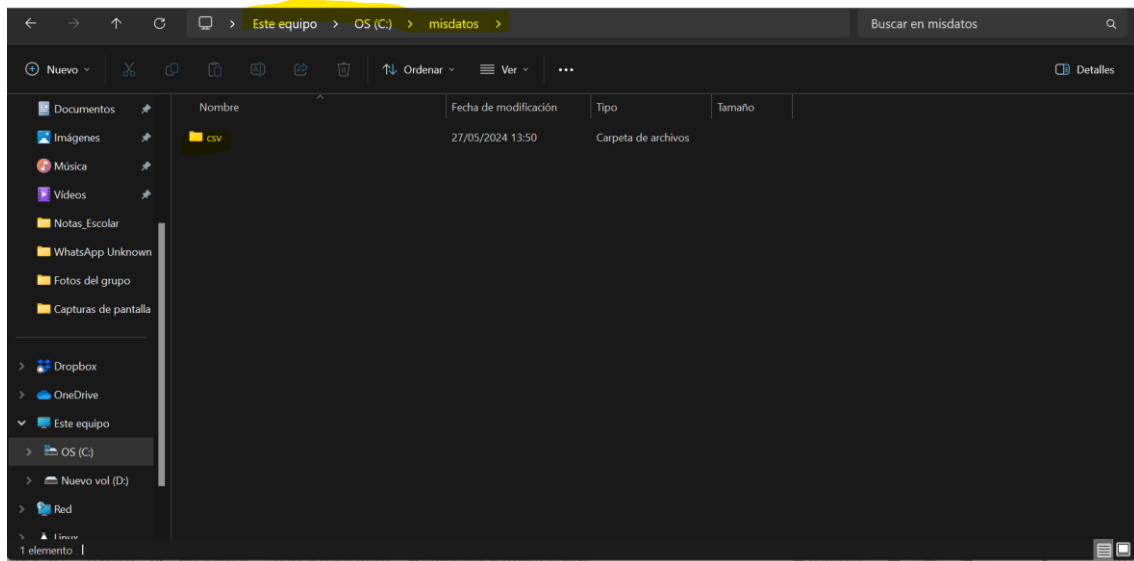 Este equipo > OS (C:) > misdatos >
Buscar en misdatos
Nuevo
Ordenar
Ver
Detalles
Documentos
Imágenes
Música
Vídeos
Notas_Escolar
WhatsApp Unknown
Fotos del grupo
Capturas de pantalla
Dropbox
OneDrive
Este equipo
OS (C:)
Nuevo vol (D:)
Red
Linux
Nombre Fecha de modificación Tipo Tamaño
csv 27/05/2024 13:50 Carpeta de archivos
1 elemento